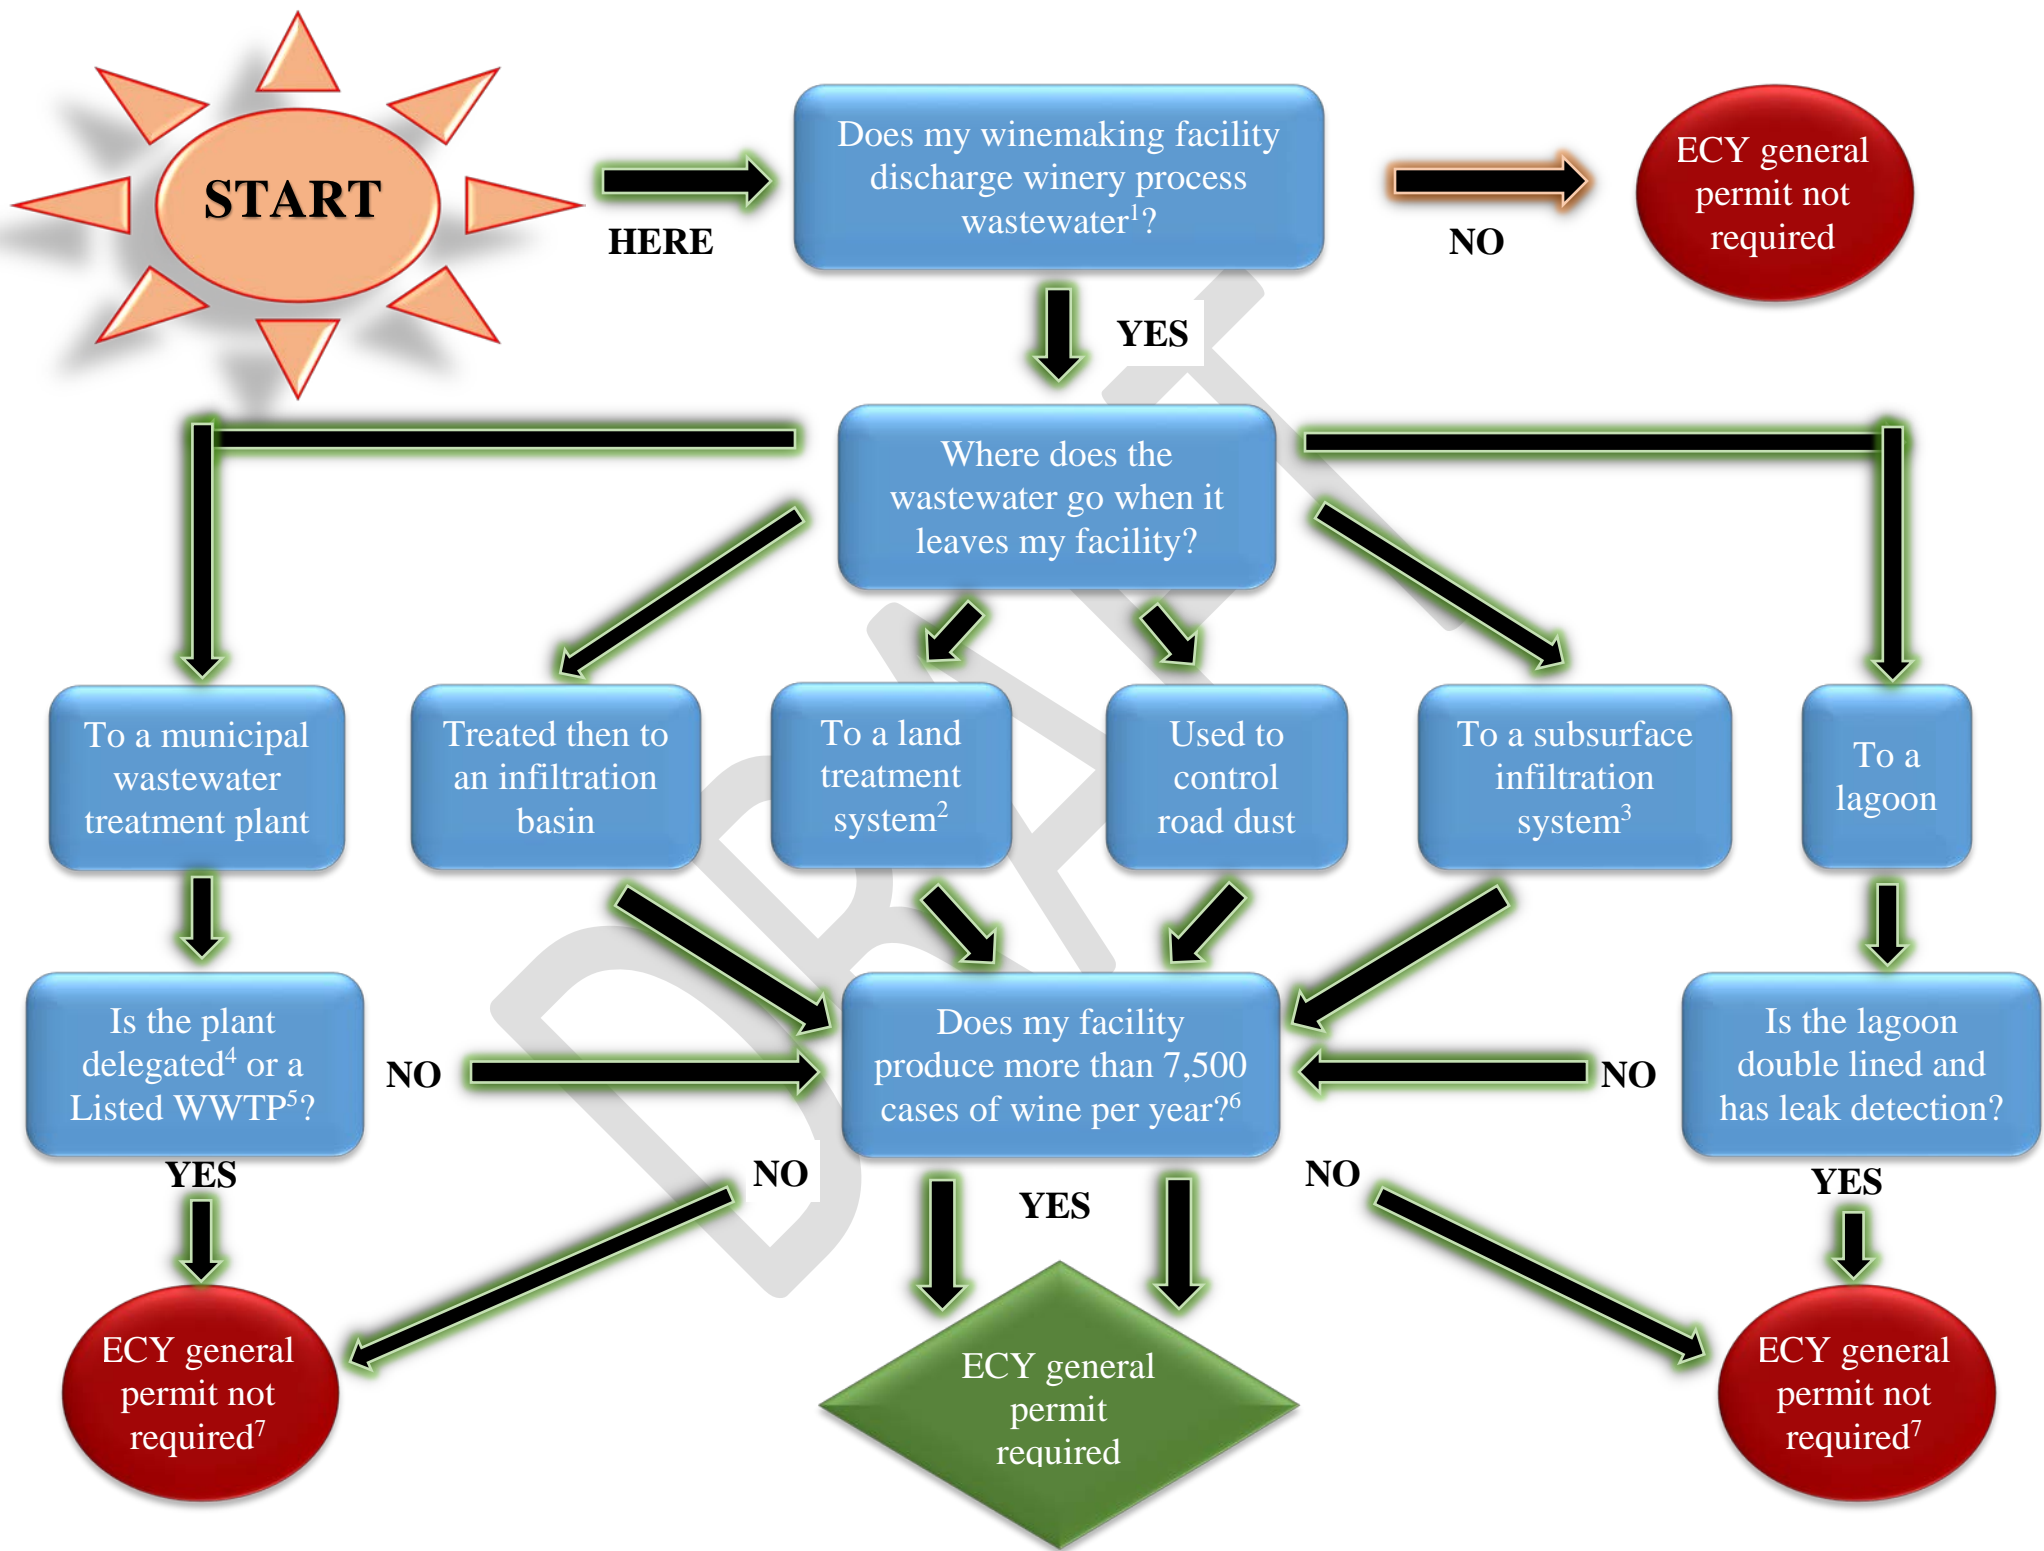 START
HERE
Does my winemaking facility
discharge winery process
wastewater1?
NO
ECY general
permit not
required
YES
Where does the
wastewater go when it
leaves my facility?
To a municipal
wastewater
treatment plant
Treated then to
an infiltration
basin
To a land
treatment
system2
Used to
control
road dust
To a subsurface
infiltration
system3
To a
lagoon
Is the plant
delegated4 or a
Listed WWTP5?
NO
Does my facility
produce more than 7,500
cases of wine per year?6
NO
Is the lagoon
double lined and
has leak detection?
YES
NO
YES
NO
YES
ECY general
permit not
required7
ECY general
permit
required
ECY general
permit not
required7
DRAFT